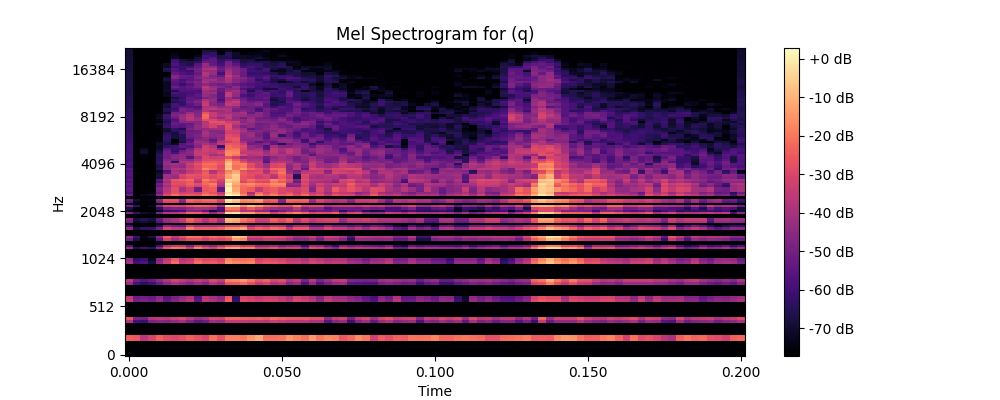 Mel Spectrogram for (q)
Hz
16384
8192
4096
2048
1024
512
0
0.000 0.050 0.100 0.150 0.200
Time
+0 dB
-10 dB
-20 dB
-30 dB
-40 dB
-50 dB
-60 dB
-70 dB